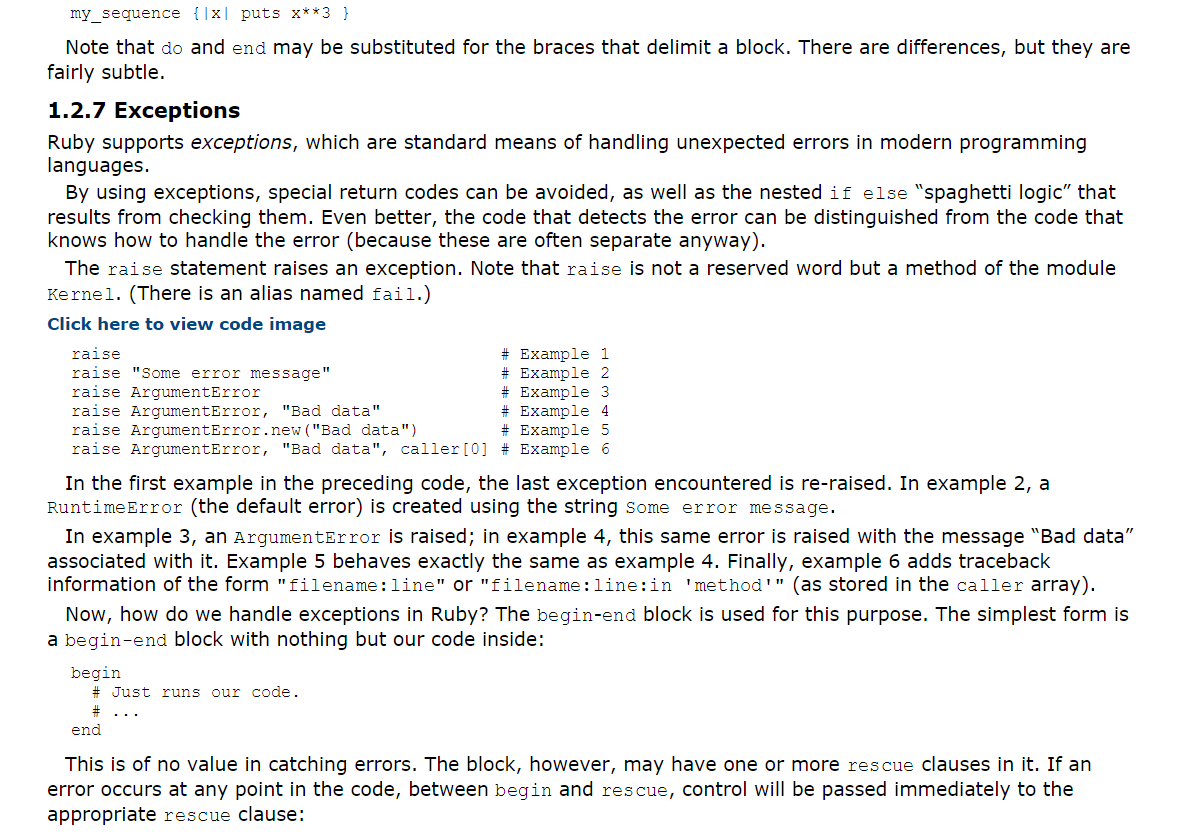 my_sequence {|x| puts x**3 }
Note that do and end may be substituted for the braces that delimit a block. There are differences, but they are
fairly subtle.
1.2.7 Exceptions
Ruby supports exceptions, which are standard means of handling unexpected errors in modern programming
languages.
By using exceptions, special return codes can be avoided, as well as the nested if else “spaghetti logic” that
results from checking them. Even better, the code that detects the error can be distinguished from the code that
knows how to handle the error (because these are often separate anyway).
The raise statement raises an exception. Note that raise is not a reserved word but a method of the module
Kernel. (There is an alias named fail.)
Click here to view code image
raise # Example 1
raise "Some error message" # Example 2
raise ArgumentError # Example 3
raise ArgumentError, "Bad data" # Example 4
raise ArgumentError.new("Bad data") # Example 5
raise ArgumentError, "Bad data", caller[0] # Example 6
In the first example in the preceding code, the last exception encountered is re-raised. In example 2, a
RuntimeError (the default error) is created using the string Some error message.
In example 3, an ArgumentError is raised; in example 4, this same error is raised with the message “Bad data”
associated with it. Example 5 behaves exactly the same as example 4. Finally, example 6 adds traceback
information of the form "filename:line" or "filename:line:in 'method'" (as stored in the caller array).
Now, how do we handle exceptions in Ruby? The begin-end block is used for this purpose. The simplest form is
a begin-end block with nothing but our code inside:
begin
# Just runs our code.
# ...
end
This is of no value in catching errors. The block, however, may have one or more rescue clauses in it. If an
error occurs at any point in the code, between begin and rescue, control will be passed immediately to the
appropriate rescue clause: